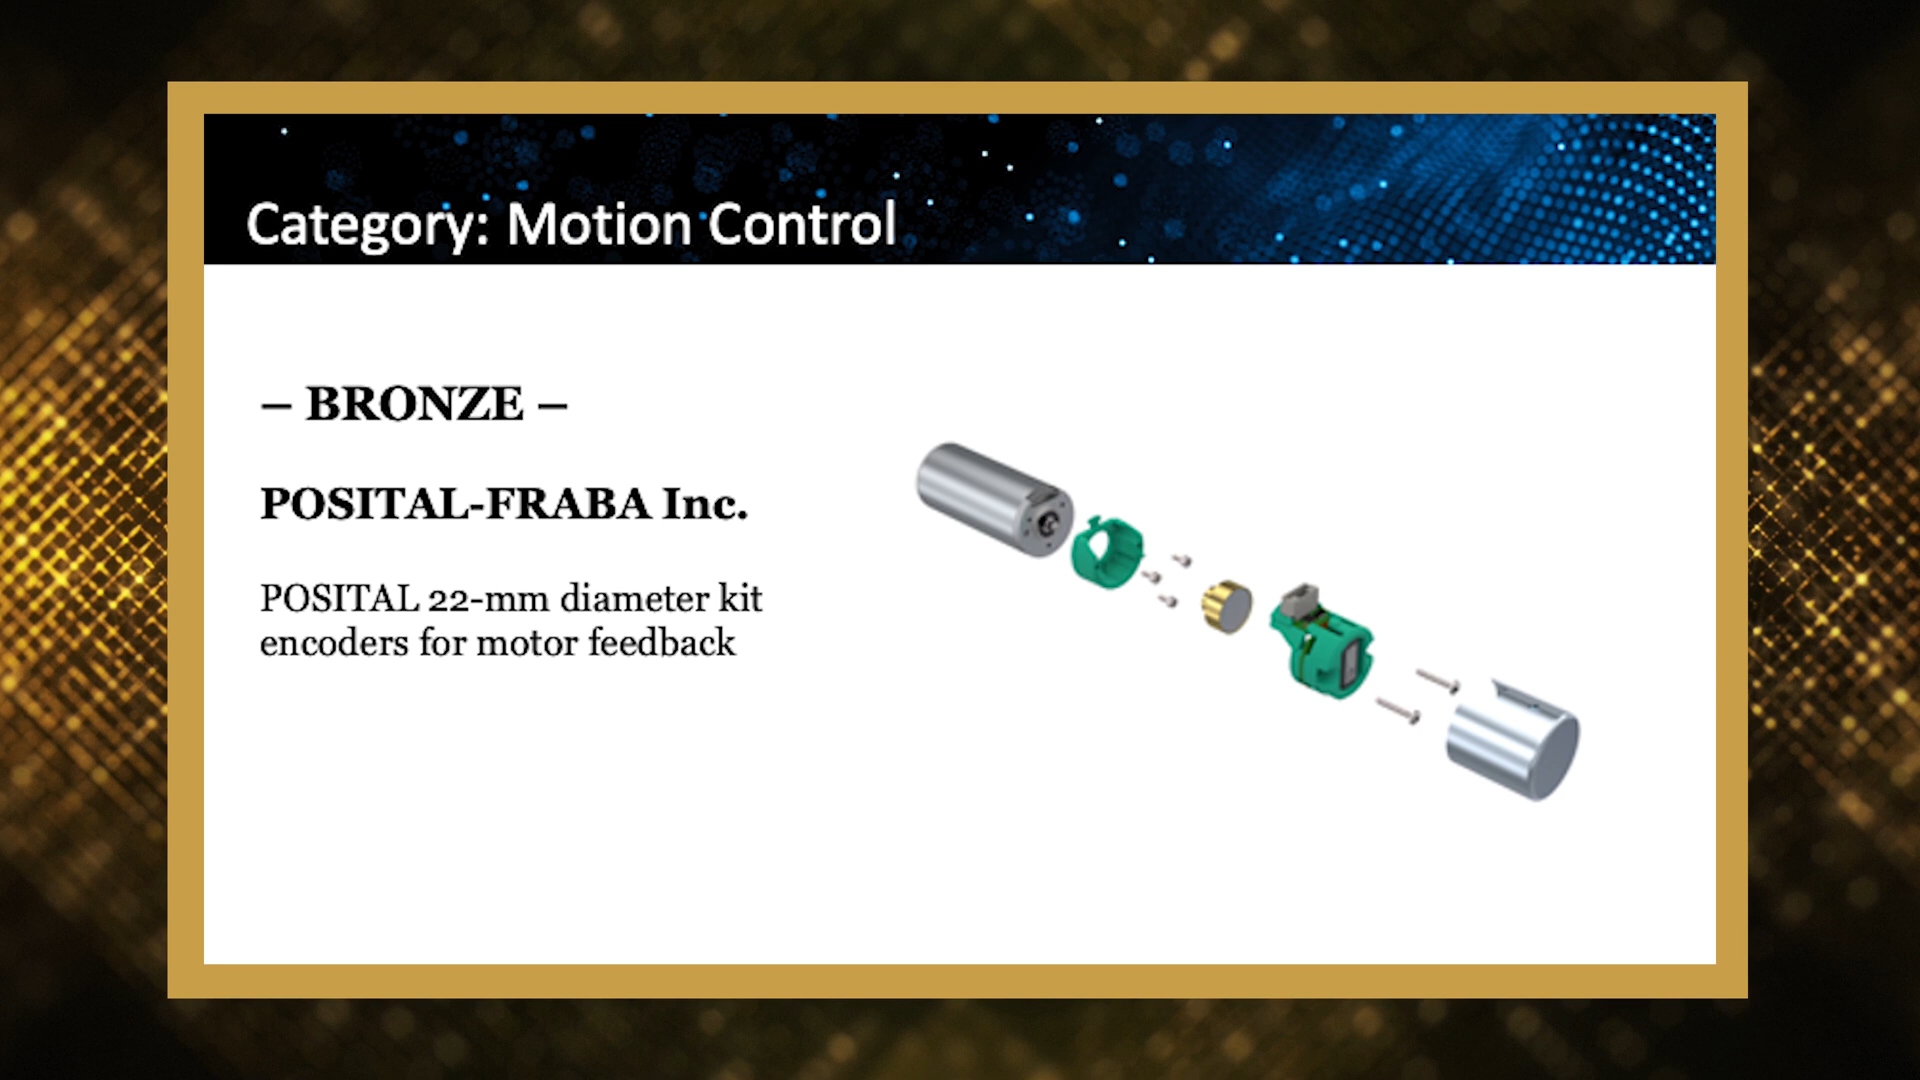 Category: Motion Control
– BRONZE –
POSITAL-FRABA Inc.
POSITAL 22-mm diameter kit
encoders for motor feedback